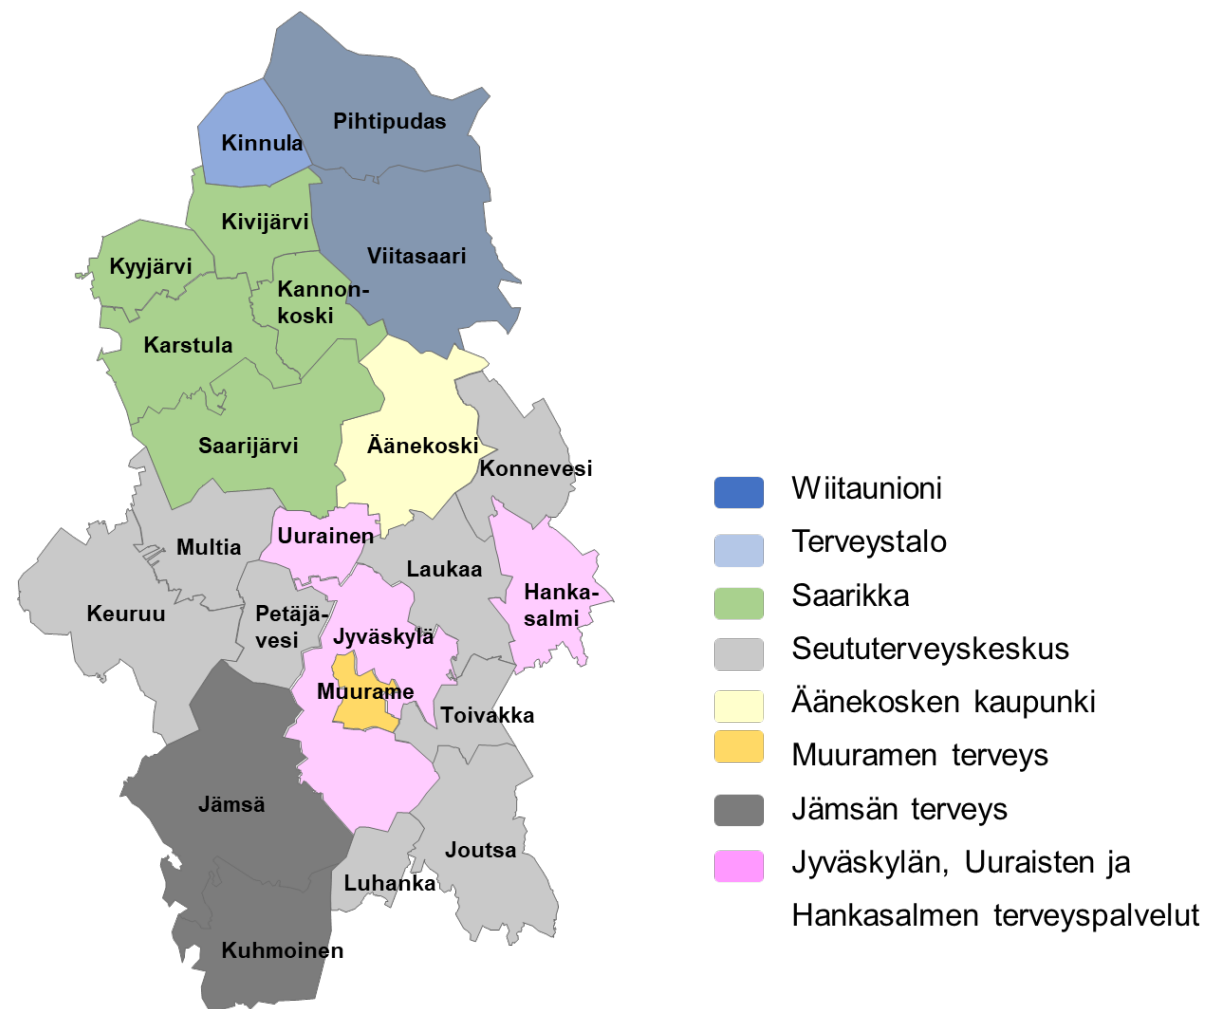 Pihtipudas
Kinnula
Kivijärvi
Viitasaari
Kyyjärvi
Kannon-
koski
Karstula
Saarijärvi
Äänekoski
Konnevesi
Uurainen
Multia
Laukaa
Hanka-
salmi
Keuruu
Petäjä-
vesi
Jyväskylä
Muurame
Toivakka
Jämsä
Joutsa
Luhanka
Kuhmoinen
Wiitaunioni
Terveystalo
Saarikka
Seututerveyskeskus
Äänekosken kaupunki
Muuramen terveys
Jämsän terveys
Jyväskylän, Uuraisten ja
Hankasalmen terveyspalvelut